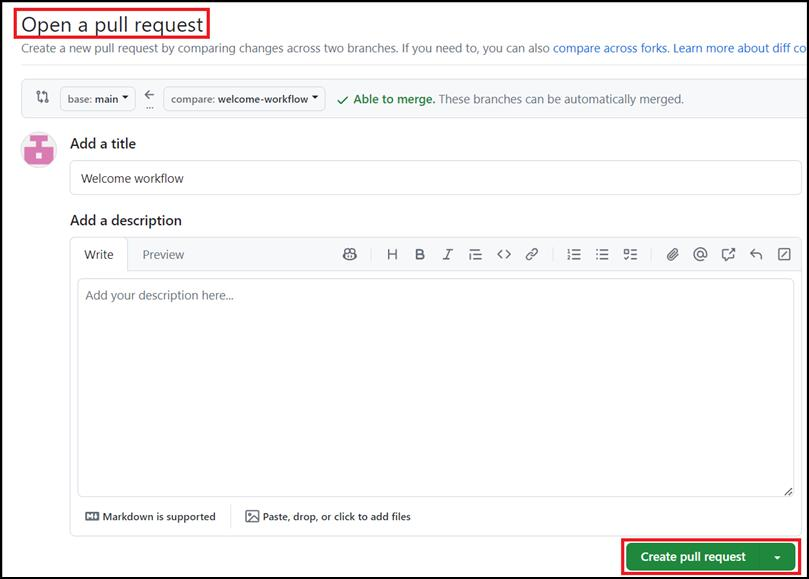 Open a pull request
Create a new pull request by comparing changes across two branches. If you need to, you can also compare across forks. Learn more about diff co
base: main compare: welcome-workflow Able to merge. These branches can be automatically merged.
Add a title
Welcome workflow
Add a description
Write Preview
Add your description here...
Markdown is supported Paste, drop, or click to add files
Create pull request